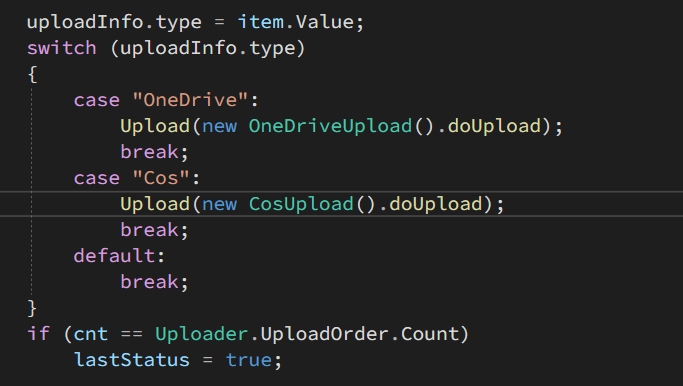 uploadInfo.type = item.Value;
switch (uploadInfo.type)
{
case "OneDrive":
Upload(new OneDriveUpload().doUpload);
break;
case "Cos":
Upload(new CosUpload().doUpload);
break;
default:
break;
}
if (cnt == Uploader.UploadOrder.Count)
lastStatus = true;